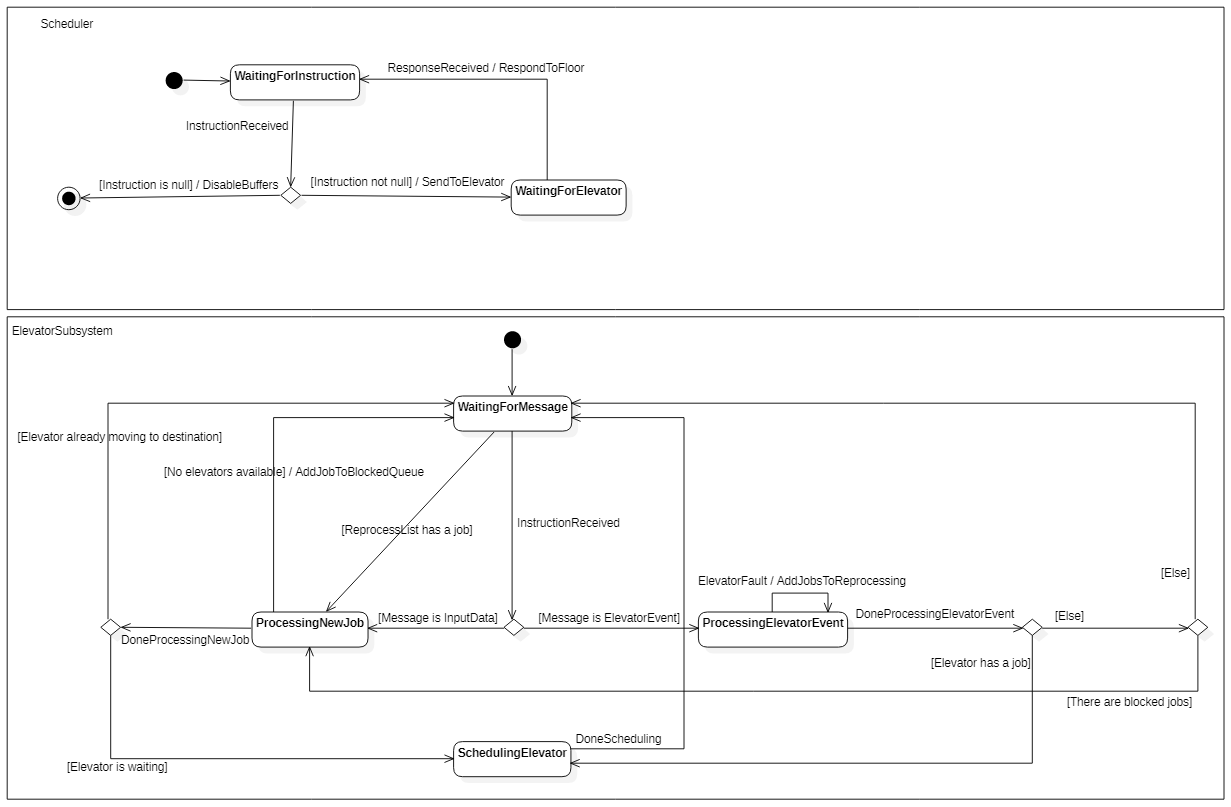 Scheduler
ResponseReceived / RespondToFloor
WaitingForInstruction
InstructionReceived
[Instruction is null] / DisableBuffers
[Instruction not null] / SendToElevator
WaitingForElevator
ElevatorSubsystem
WaitingForMessage
[Elevator already moving to destination]
[No elevators available] / AddJobToBlockedQueue
[ReprocessList has a job]
InstructionReceived
[Else]
ElevatorFault / AddJobsToReprocessing
ProcessingNewJob
[Message is InputData]
[Message is ElevatorEvent]
ProcessingElevatorEvent
DoneProcessingElevatorEvent
[Else]
DoneProcessingNewJob
[Elevator has a job]
[There are blocked jobs]
DoneScheduling
SchedulingElevator
[Elevator is waiting]